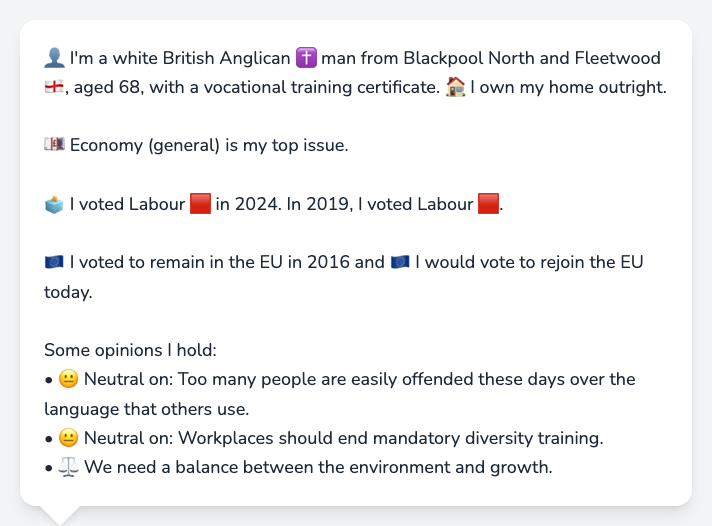 👤 I'm a white British Anglican ✝️ man from Blackpool North and Fleetwood
🏴󠁧󠁢󠁥󠁮󠁧󠁿, aged 68, with a vocational training certificate. 🏠 I own my home outright.
💷 Economy (general) is my top issue.
🗳️ I voted Labour 🟥 in 2024. In 2019, I voted Labour 🟥.
🇪🇺 I voted to remain in the EU in 2016 and 🇪🇺 I would vote to rejoin the EU
today.
Some opinions I hold:
• 😐 Neutral on: Too many people are easily offended these days over the
language that others use.
• 😐 Neutral on: Workplaces should end mandatory diversity training.
• ⚖️ We need a balance between the environment and growth.